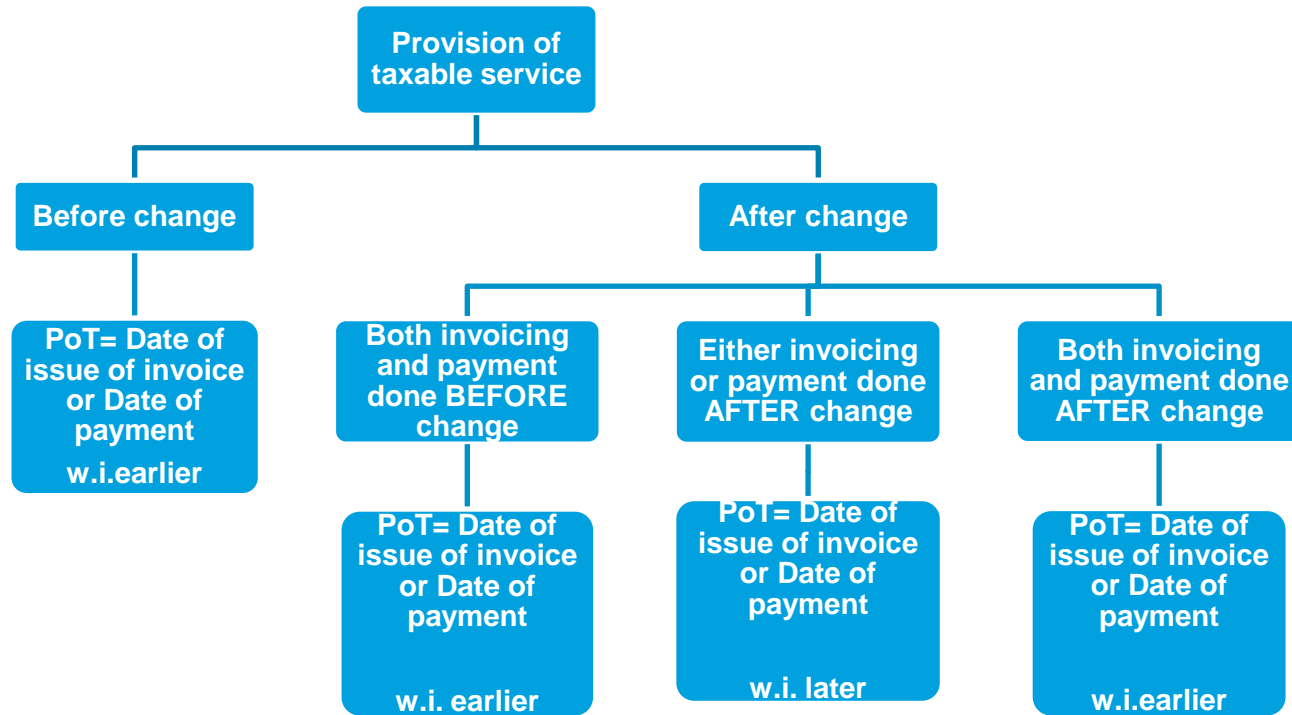 Provision of
taxable service
Before change
After change
PoT= Date of
issue of invoice
or Date of
payment
w.i.earlier
Both invoicing
and payment
done BEFORE
change
Either invoicing
or payment done
AFTER change
Both invoicing
and payment done
AFTER change
PoT= Date of
issue of invoice
or Date of
payment
w.i. earlier
PoT= Date of
issue of invoice
or Date of
payment
w.i. later
PoT= Date of
issue of invoice
or Date of
payment
w.i.earlier